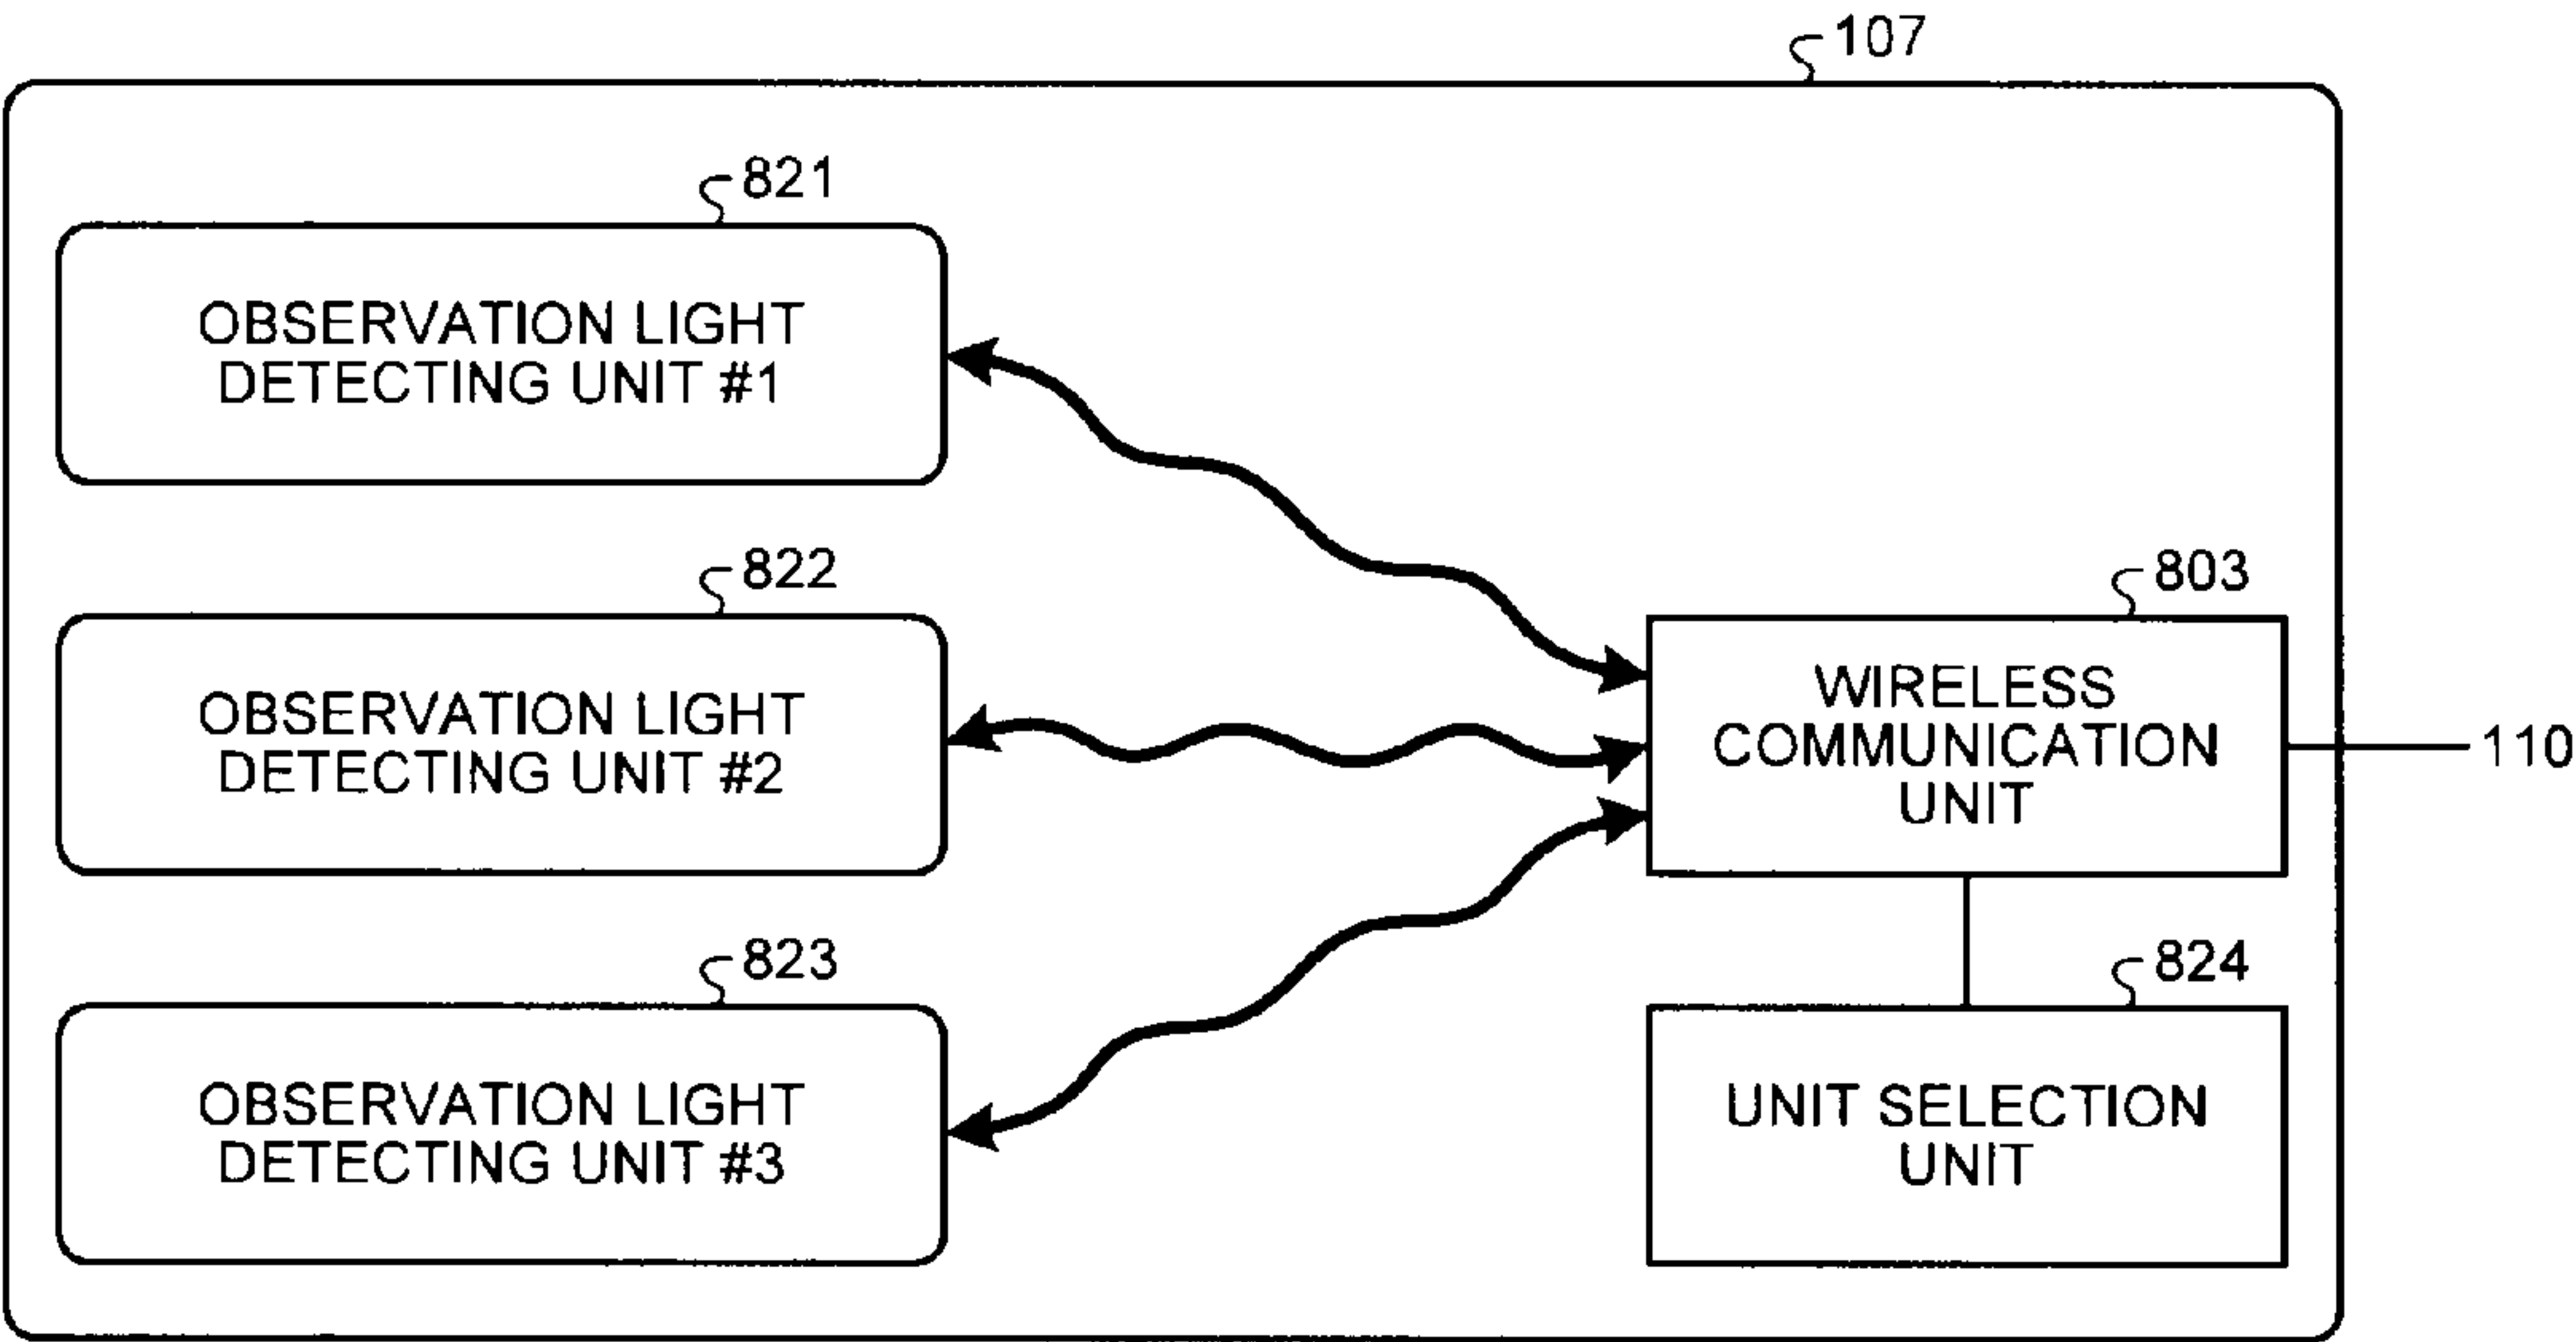 107
821
OBSERVATION LIGHT
DETECTING UNIT #1
822
OBSERVATION LIGHT
DETECTING UNIT #2
803
WIRELESS
COMMUNICATION
UNIT
110
823
OBSERVATION LIGHT
DETECTING UNIT #3
824
UNIT SELECTION
UNIT